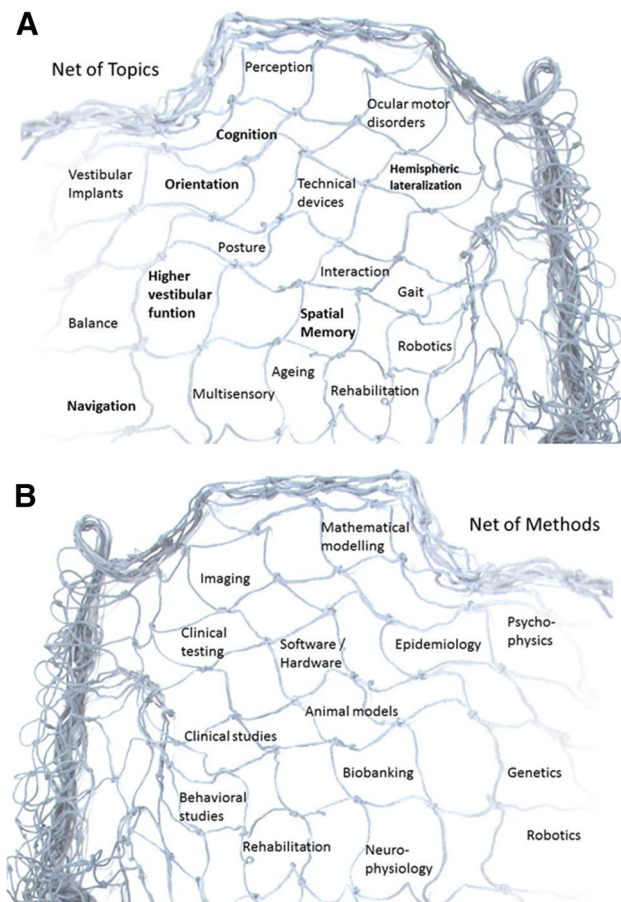 A
Net of Topics
Perception
Ocular motor
disorders
Cognition
Vestibular
Implants
Orientation
Technical
devices
Hemispheric
lateralization
Posture
Interaction
Higher
vestibular
funtion
Gait
Balance
Spatial
Memory
Robotics
Ageing
Navigation
Multisensory
Rehabilitation
B
Net of Methods
Mathematical
modelling
Imaging
Psycho-
physics
Clinical
testing
Software /
Hardware
Epidemiology
Animal models
Clinical studies
Biobanking
Genetics
Behavioral
studies
Robotics
Rehabilitation
Neuro-
physiology